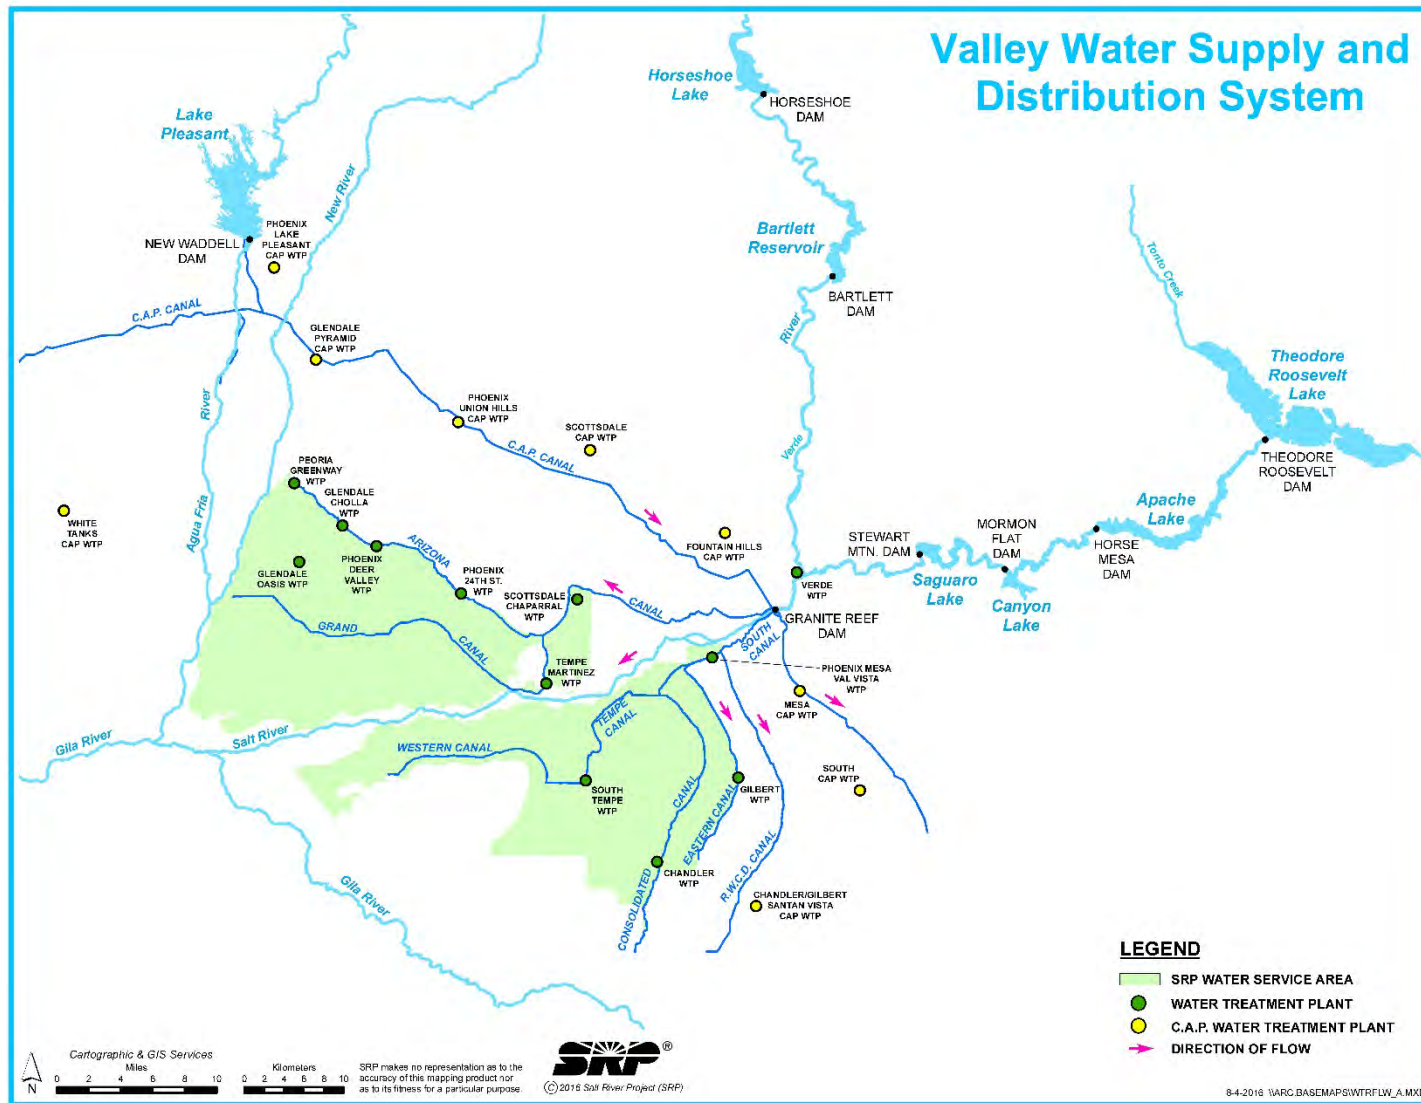 Valley Water Supply and
Distribution System
Horseshoe
Lake
HORSESHOE
DAM
Lake
Pleasant
New River
PHOENIX
LAKE
PLEASANT
CAP WTP
NEW WADDELL
DAM
Bartlett
Reservoir
BARTLETT
DAM
Tonto Creek
C.A.P. CANAL
GLENDALE
PYRAMID
CAP WTP
River
Theodore
Roosevelt
Lake
THEODORE
ROOSEVELT
DAM
River
PHOENIX
UNION HILLS
CAP WTP
SCOTTSDALE
CAP WTP
C.A.P. CANAL
Verde
PEORIA
GREENWAY
WTP
GLENDALE
CHOLLA
WTP
Agua Fria
WHITE
TANKS
CAP WTP
ARIZONA
PHOENIX
DEER
VALLEY
WTP
GLENDALE
OASIS WTP
PHOENIX
24TH ST.
WTP
SCOTTSDALE
CHAPARRAL
WTP
CANAL
FOUNTAIN HILLS
CAP WTP
VERDE
WTP
STEWART
MTN. DAM
MORMON
FLAT
DAM
Apache
Lake
HORSE
MESA
DAM
Saguaro
Lake
Canyon
Lake
GRANITE REEF
DAM
GRAND
CANAL
TEMPE
MARTINEZ
WTP
SOUTH
CANAL
PHOENIX MESA
VAL VISTA
WTP
MESA
CAP WTP
Gila River
Salt River
WESTERN CANAL
TEMPE
CANAL
SOUTH
TEMPE
WTP
CANAL
GILBERT
WTP
SOUTH
CAP WTP
EASTERN CANAL
R.W.C.D. CANAL
CHANDLER
WTP
CONSOLIDATED
CHANDLER/GILBERT
SANTAN VISTA
CAP WTP
Gila River
LEGEND
SRP WATER SERVICE AREA
WATER TREATMENT PLANT
C.A.P. WATER TREATMENT PLANT
DIRECTION OF FLOW
N
Cartographic & GIS Services
Miles
0 2 4 6 8 10
Kilometers
0 2 4 6 8 10
SRP makes no representation as to the
accuracy of this mapping product nor
as to its fitness for a particular purpose.
SRP®
©2016 Salt River Project (SRP)
8-4-2016 \\ARC.BASEMAPS\WTRFLW_A.MX